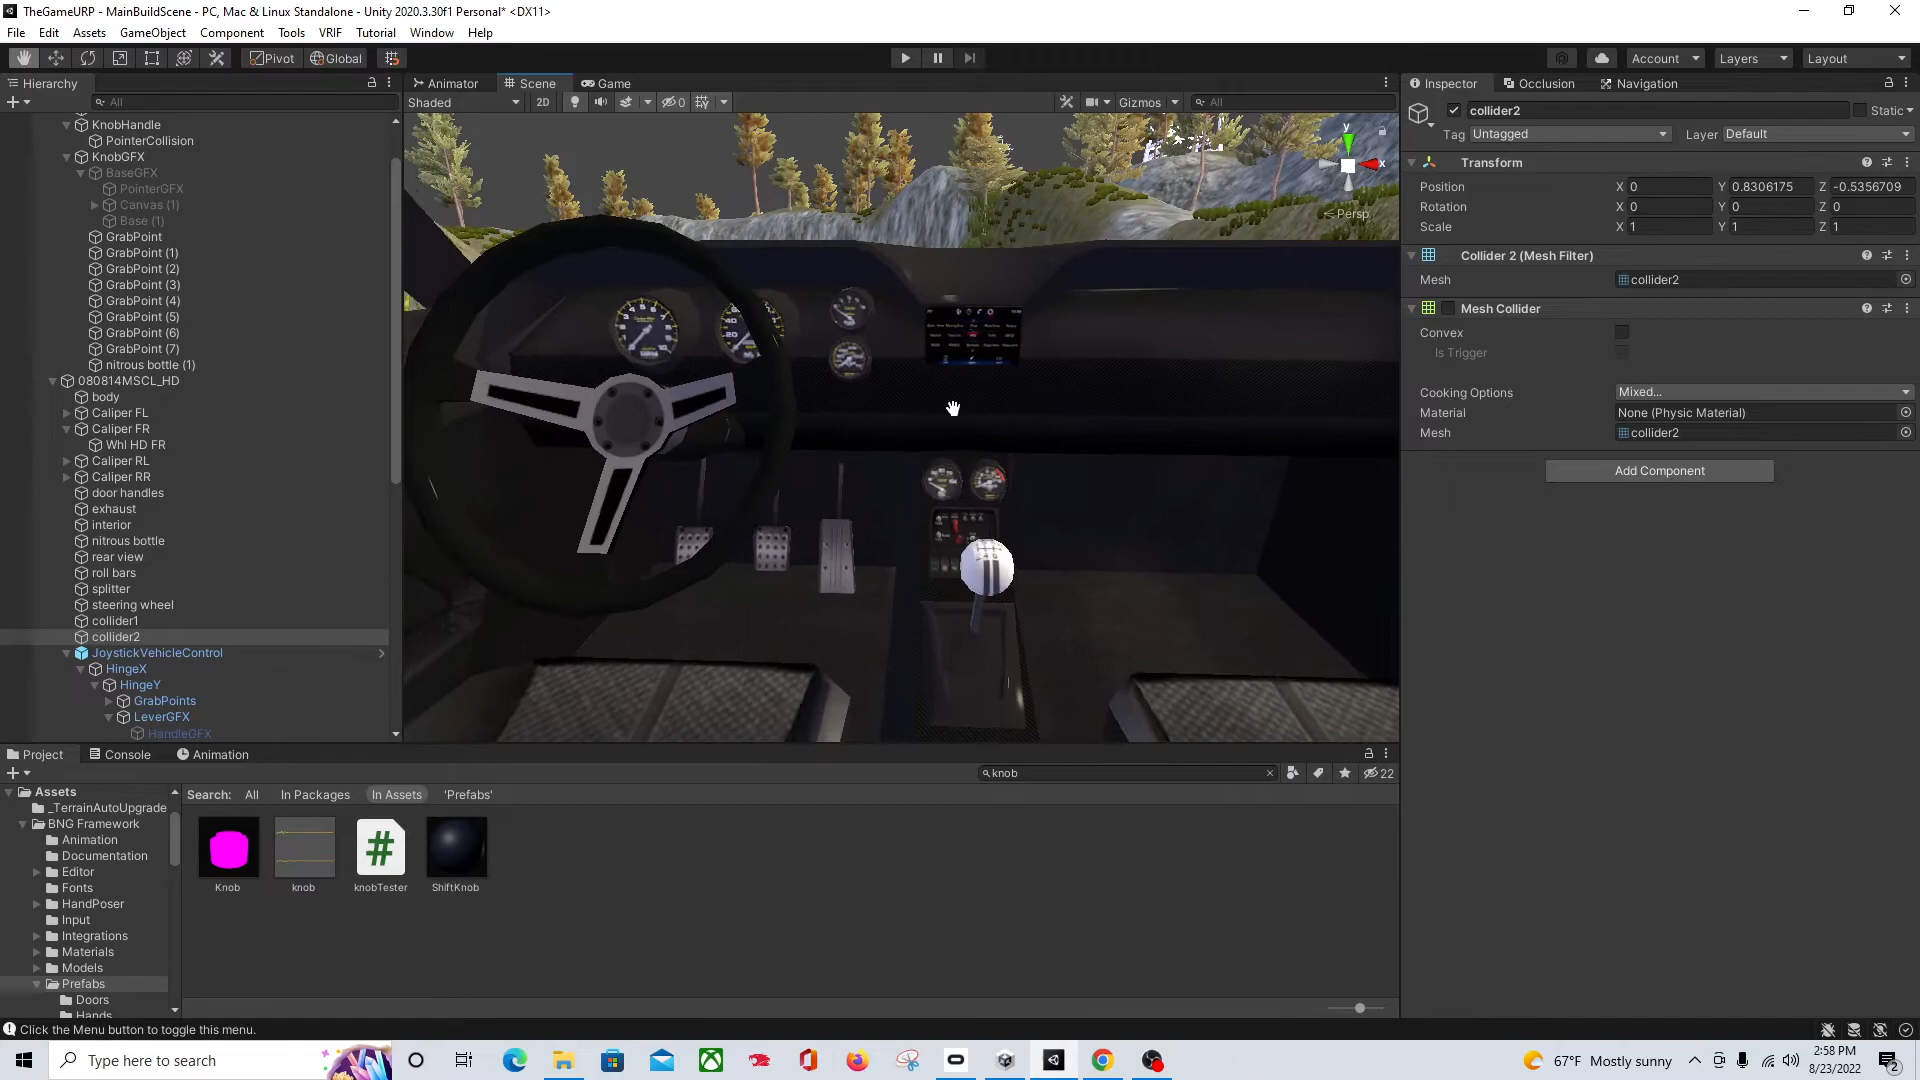 TheGameURP - MainBuildScene - PC, Mac & Linux Standalone - Unity 2020.3.30f1 Personal* <DX11>
File Edit Assets GameObject Component Tools VRIF Tutorial Window Help
Pivot Global Account Layers Layout
Hierarchy
All
KnobHandle
PointerCollision
KnobGFX
BaseGFX
PointerGFX
Canvas (1)
Base (1)
GrabPoint
GrabPoint (1)
GrabPoint (2)
GrabPoint (3)
GrabPoint (4)
GrabPoint (5)
GrabPoint (6)
GrabPoint (7)
nitrous bottle (1)
080814MSCL_HD
body
Caliper FL
Caliper FR
Whl HD FR
Caliper RL
Caliper RR
door handles
exhaust
interior
nitrous bottle
rear view
roll bars
splitter
steering wheel
collider1
collider2
JoystickVehicleControl
HingeX
HingeY
GrabPoints
LeverGFX
HandleGFX
Animator Scene Game
Shaded 2D 0 Gizmos All
y
x
Persp
Inspector Occlusion Navigation
collider2 Static
Tag Untagged Layer Default
Transform
Position X 0 Y 0.8306175 Z -0.5356709
Rotation X 0 Y 0 Z 0
Scale X 1 Y 1 Z 1
Collider 2 (Mesh Filter)
Mesh collider2
Mesh Collider
Convex
Is Trigger
Cooking Options Mixed...
Material None (Physic Material)
Mesh collider2
Add Component
Project Console Animation
knob 22
Assets
_TerrainAutoUpgrade
BNG Framework
Animation
Documentation
Editor
Fonts
HandPoser
Input
Integrations
Materials
Models
Prefabs
Doors
Hands
Search: All In Packages In Assets 'Prefabs'
Knob knob knobTester ShiftKnob
Click the Menu button to toggle this menu.
Type here to search
67°F Mostly sunny
2:58 PM
8/23/2022
2